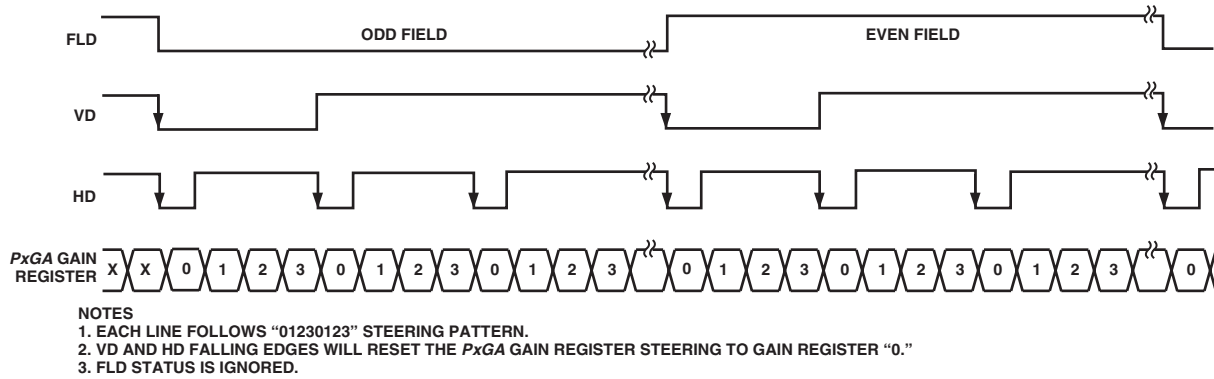 FLD ODD FIELD EVEN FIELD
VD
HD
PxGA GAIN
REGISTER X X 0 1 2 3 0 1 2 3 0 1 2 3 0 1 2 3 0 1 2 3 0 1 2 3 0
NOTES
1. EACH LINE FOLLOWS “01230123” STEERING PATTERN.
2. VD AND HD FALLING EDGES WILL RESET THE PxGA GAIN REGISTER STEERING TO GAIN REGISTER “0.”
3. FLD STATUS IS IGNORED.